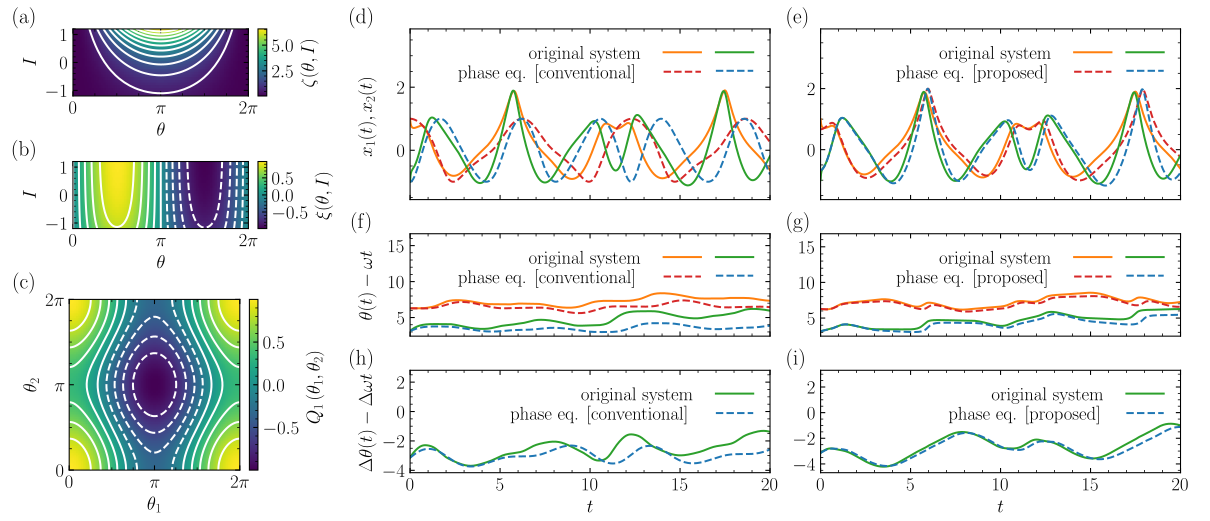 (a)
1
0
−1
I
0
π
2π
θ
5.0
2.5
ζ(θ, I)
(b)
1
0
−1
I
0
π
2π
θ
0.5
0.0
−0.5
ξ(θ, I)
(c)
2π
π
0
θ₂
0
π
2π
θ₁
0.5
0.0
−0.5
Q₁(θ₁, θ₂)
(d)
original system
phase eq. [conventional]
2
0
x₁(t), x₂(t)
(e)
original system
phase eq. [proposed]
2
0
(f)
original system
phase eq. [conventional]
15
10
5
θ(t) − ωt
(g)
original system
phase eq. [proposed]
15
10
5
(h)
original system
phase eq. [conventional]
2
0
−2
−4
Δθ(t) − Δωt
0
5
10
15
20
t
(i)
original system
phase eq. [proposed]
2
0
−2
−4
0
5
10
15
20
t